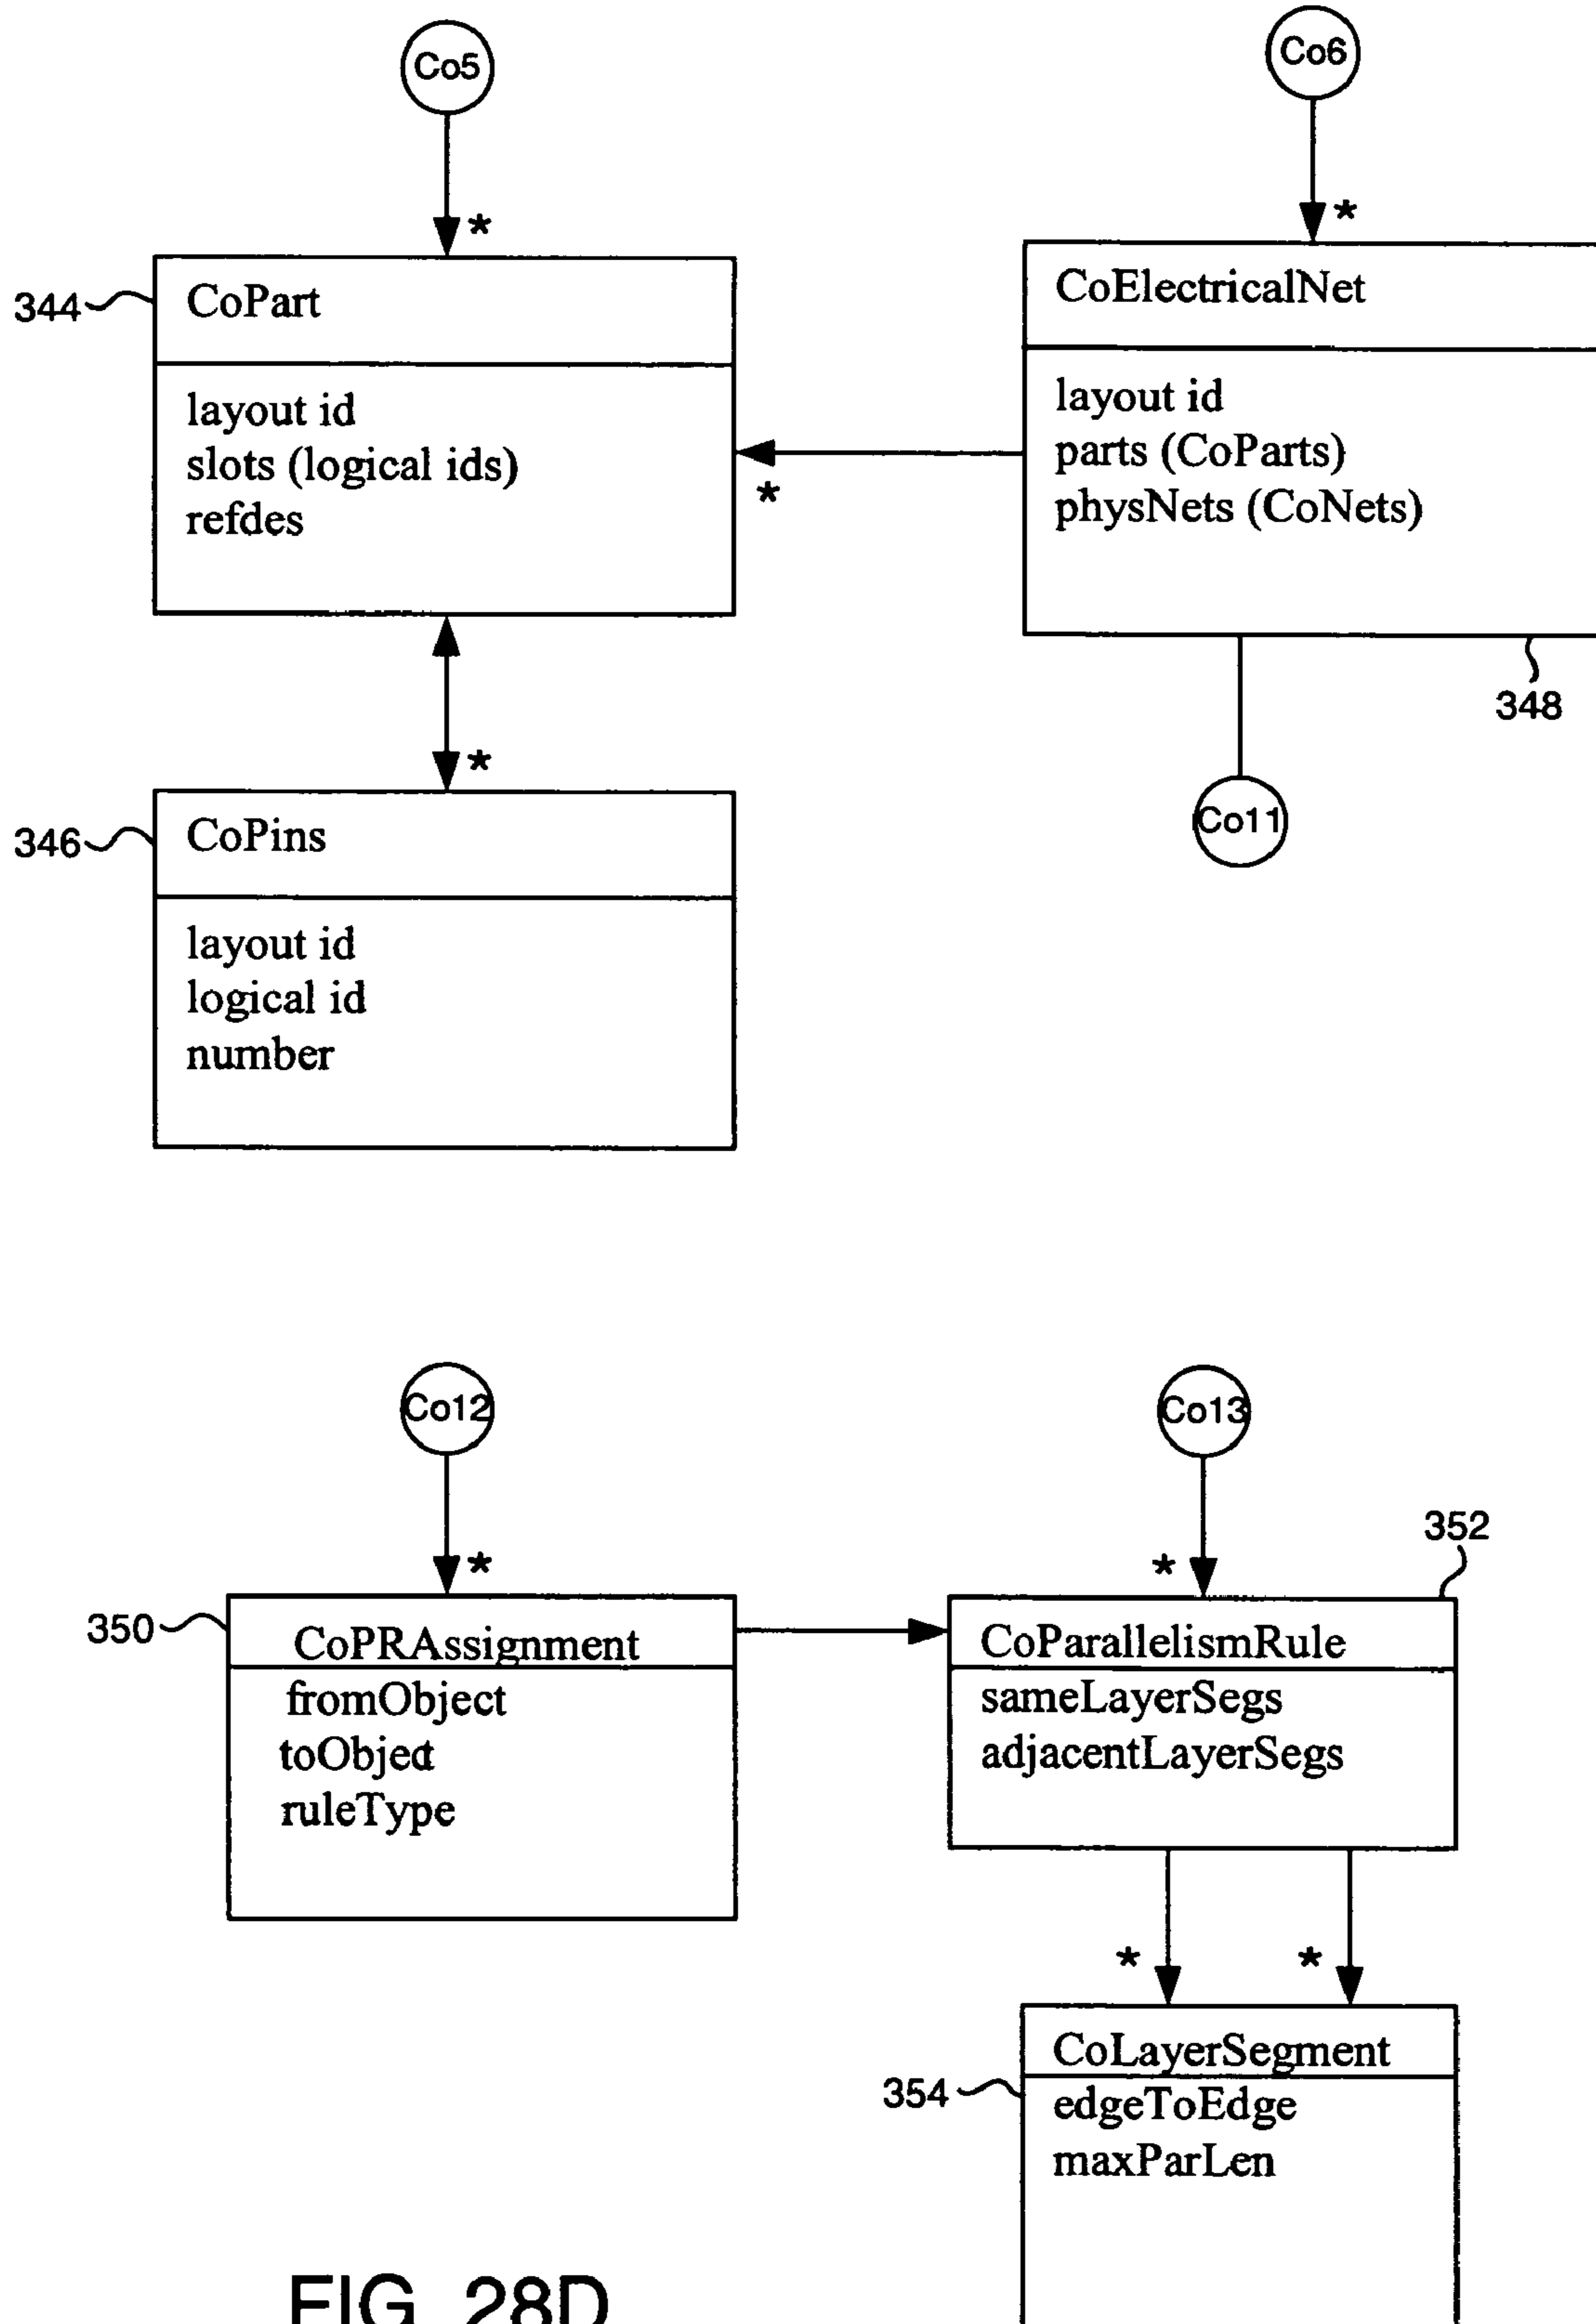 Co5
Co6
*
*
344
CoPart
CoElectricalNet
layout id
slots (logical ids)
refdes
layout id
parts (CoParts)
physNets (CoNets)
*
348
*
346
CoPins
Co11
layout id
logical id
number
Co12
Co13
352
*
*
350
CoPRAssignment
CoParallelismRule
fromObject
toObject
ruleType
sameLayerSegs
adjacentLayerSegs
*
*
CoLayerSegment
354
edgeToEdge
maxParLen
FIG. 28D